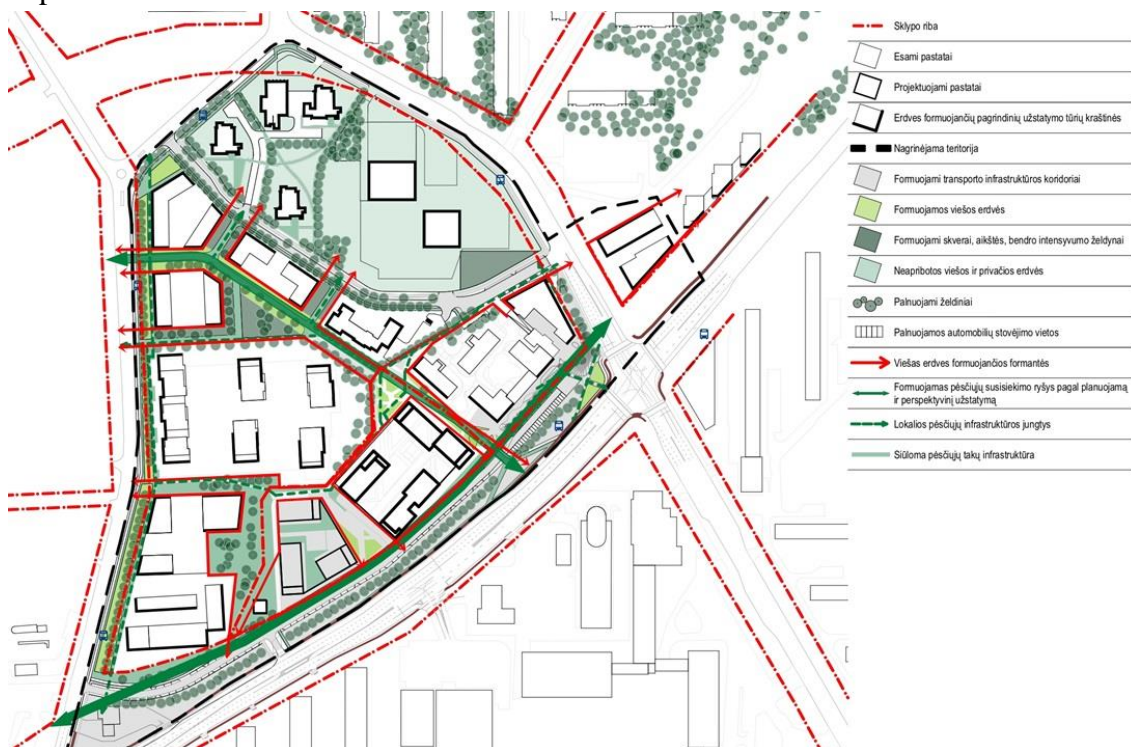 Sklypo riba
Esami pastatai
Projektuojami pastatai
Erdves formuojančių pagrindinių užstatymo tūrių kraštinės
Nagrinėjama teritorija
Formuojami transporto infrastruktūros koridoriai
Formuojamos viešos erdvės
Formuojami skverai, aikštės, bendro intensyvumo želdynai
Neapribotos viešos ir privačios erdvės
Palnuojami želdiniai
Palnuojamos automobilių stovėjimo vietos
Viešas erdves formuojančios formantės
Formuojamas pėsčiųjų susisiekimo ryšys pagal planuojamą
ir perspektyvinį užstatymą
Lokalios pėsčiųjų infrastruktūros jungtys
Siūloma pėsčiųjų takų infrastruktūra